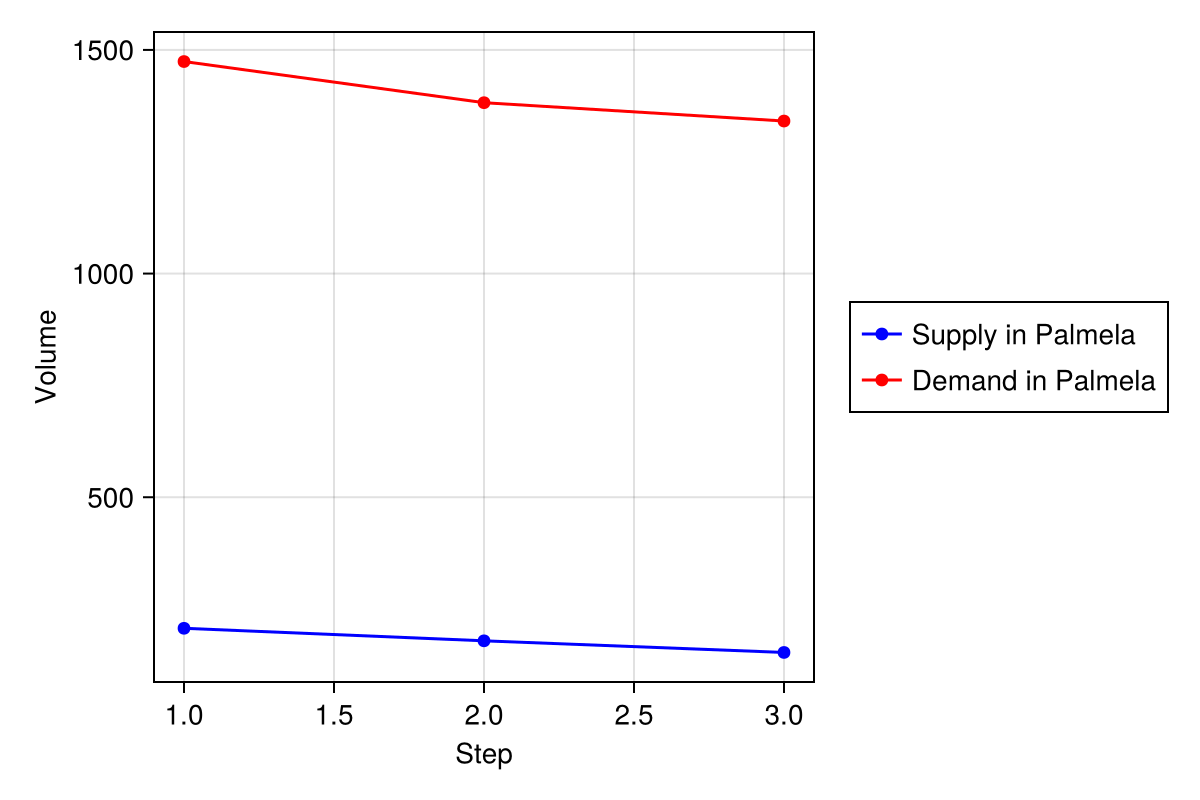 1500
1000
500
Volume
1.0 1.5 2.0 2.5 3.0
Step
Supply in Palmela
Demand in Palmela